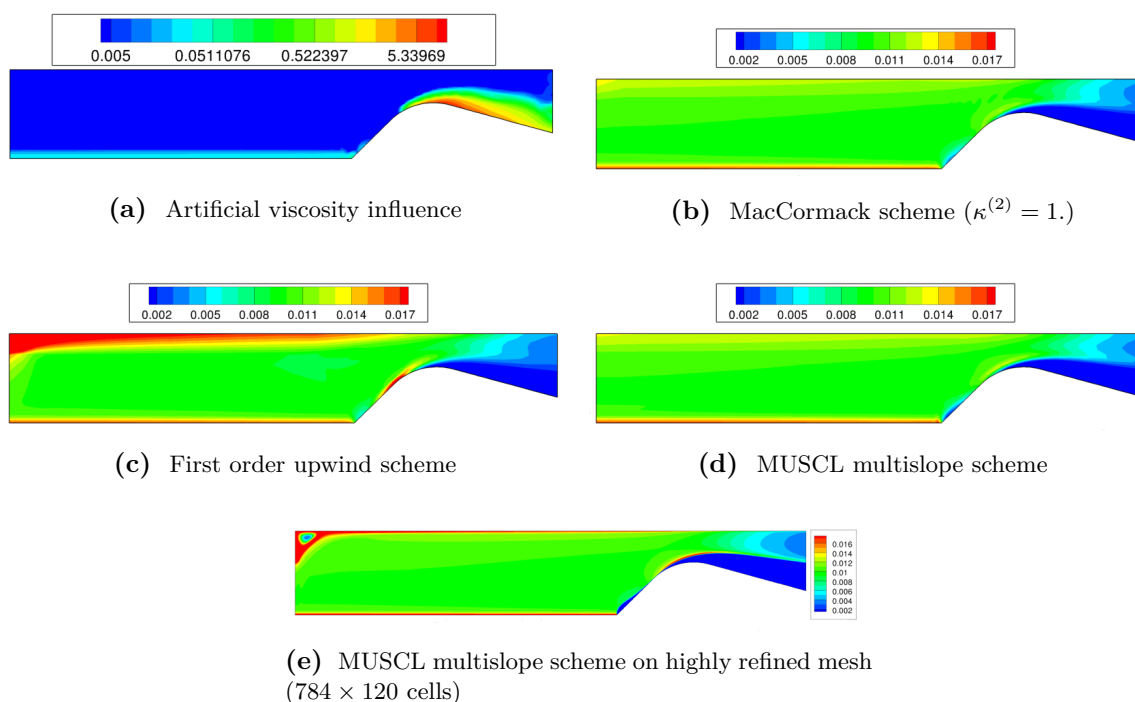 0.005 0.0511076 0.522397 5.33969
0.002 0.005 0.008 0.011 0.014 0.017
(a) Artificial viscosity influence
(b) MacCormack scheme (κ^(2) = 1.)
0.002 0.005 0.008 0.011 0.014 0.017
0.002 0.005 0.008 0.011 0.014 0.017
(c) First order upwind scheme
(d) MUSCL multislope scheme
0.016
0.014
0.012
0.01
0.008
0.006
0.004
0.002
(e) MUSCL multislope scheme on highly refined mesh
(784 × 120 cells)